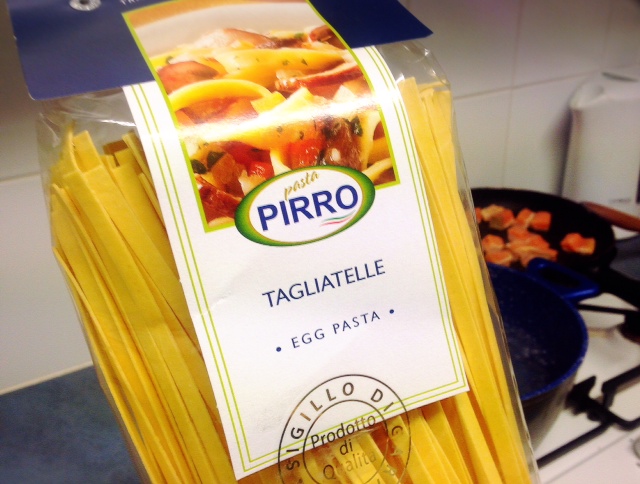 pasta
PIRRO
TAGLIATELLE
• EGG PASTA •
SIGILLO DI
Prodotto
di
Qualità